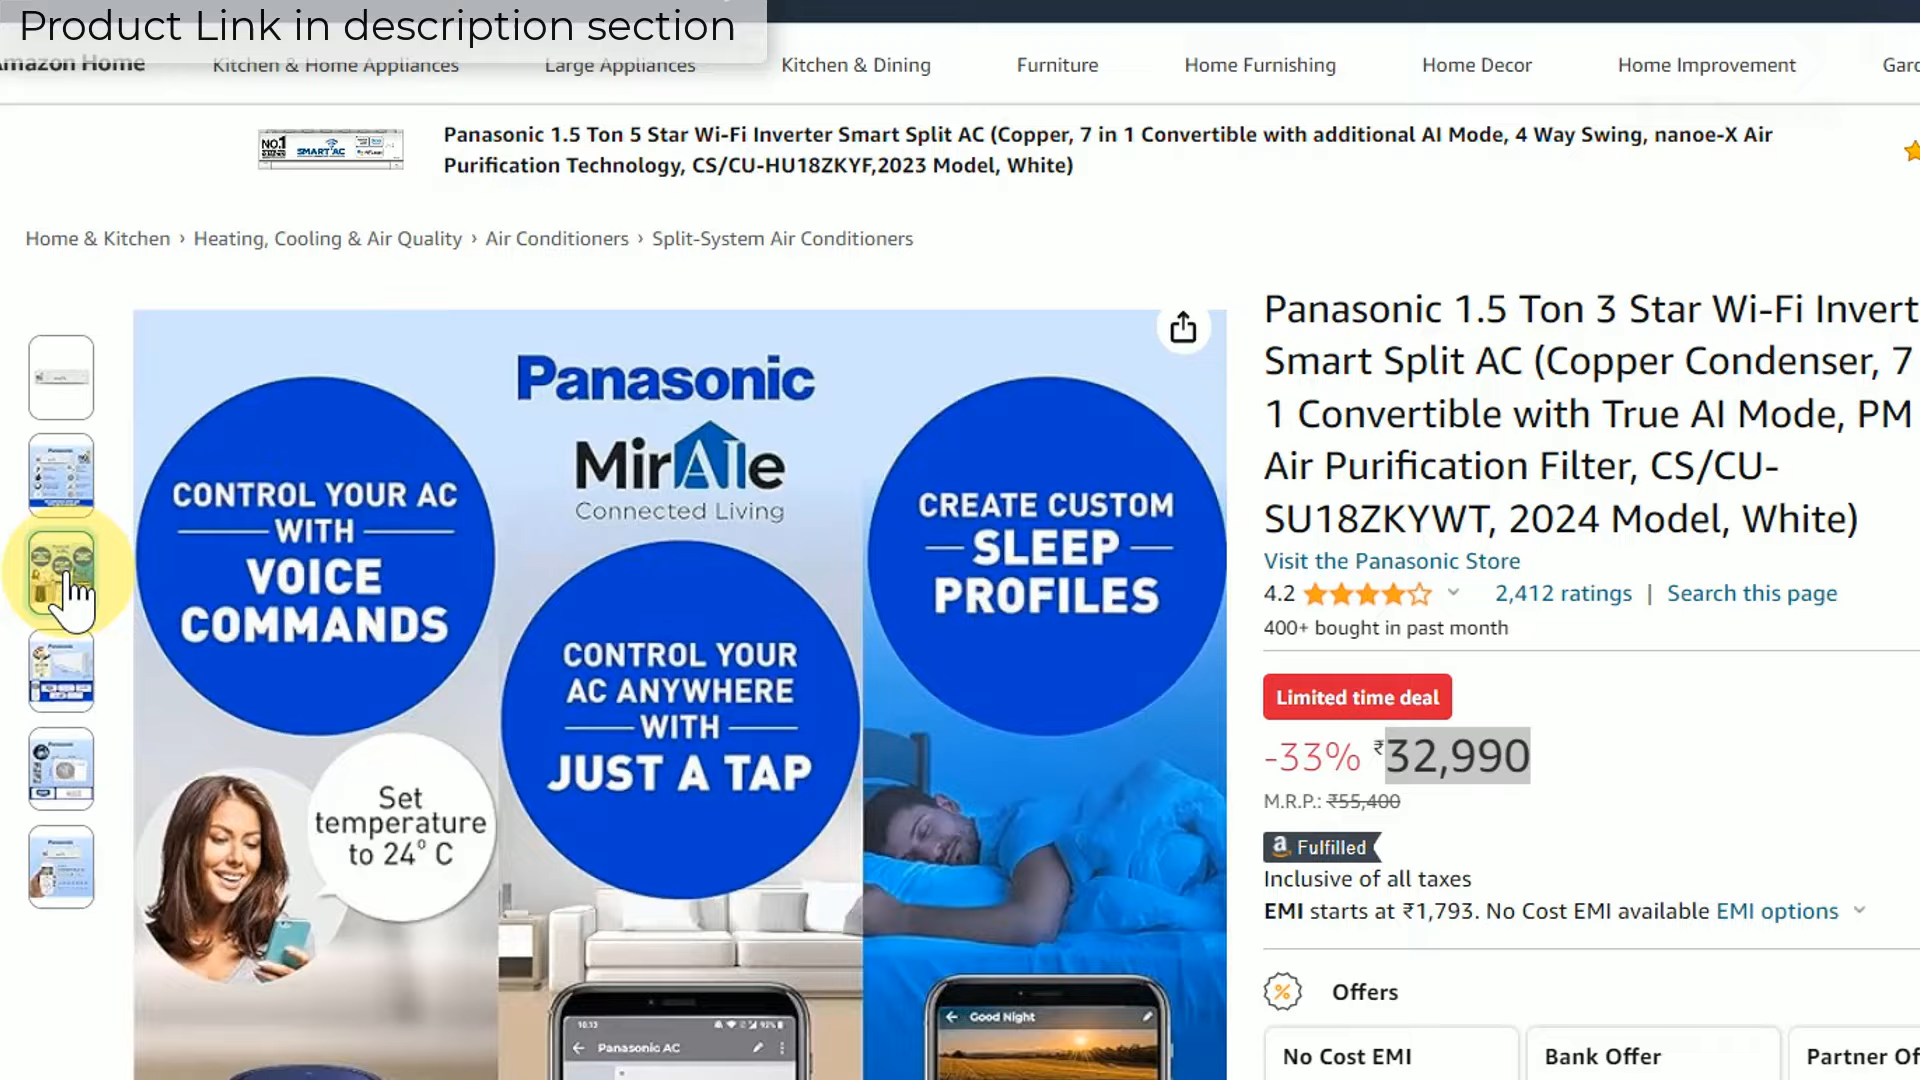 Product Link in description section
mazon Home
Kitchen & Home Appliances
Large Appliances
Kitchen & Dining
Furniture
Home Furnishing
Home Decor
Home Improvement
NO.1
SMART AC
Panasonic 1.5 Ton 5 Star Wi-Fi Inverter Smart Split AC (Copper, 7 in 1 Convertible with additional AI Mode, 4 Way Swing, nanoe-X Air
Purification Technology, CS/CU-HU18ZKYF,2023 Model, White)
Home & Kitchen › Heating, Cooling & Air Quality › Air Conditioners › Split-System Air Conditioners
Panasonic
MirAIe
Connected Living
CONTROL YOUR AC
WITH
VOICE
COMMANDS
CONTROL YOUR
AC ANYWHERE
WITH
JUST A TAP
CREATE CUSTOM
SLEEP
PROFILES
Set
temperature
to 24° C
10:13
92%
Panasonic AC
Good Night
Panasonic 1.5 Ton 3 Star Wi-Fi Invert
Smart Split AC (Copper Condenser, 7
1 Convertible with True AI Mode, PM
Air Purification Filter, CS/CU-
SU18ZKYWT, 2024 Model, White)
Visit the Panasonic Store
4.2
2,412 ratings | Search this page
400+ bought in past month
Limited time deal
-33% ₹32,990
M.R.P.: ₹55,400
a Fulfilled
Inclusive of all taxes
EMI starts at ₹1,793. No Cost EMI available EMI options
% Offers
No Cost EMI
Bank Offer
Partner Of